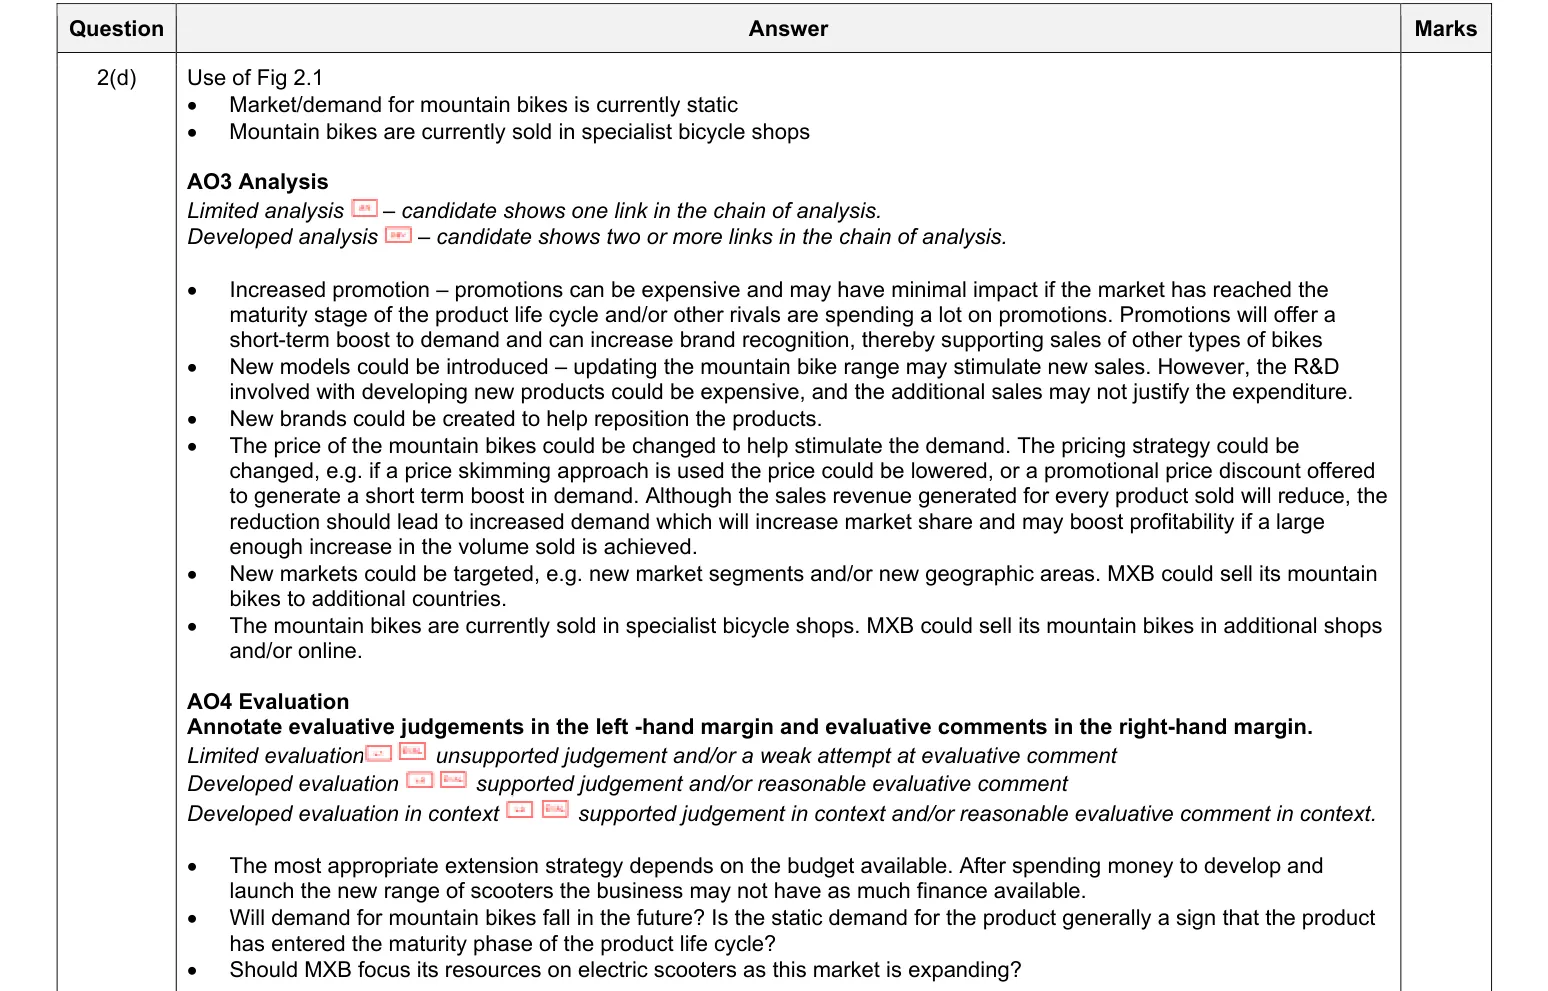 Question Answer Marks
2(d) Use of Fig 2.1
• Market/demand for mountain bikes is currently static
• Mountain bikes are currently sold in specialist bicycle shops
AO3 Analysis
Limited analysis – candidate shows one link in the chain of analysis.
Developed analysis – candidate shows two or more links in the chain of analysis.
• Increased promotion – promotions can be expensive and may have minimal impact if the market has reached the
maturity stage of the product life cycle and/or other rivals are spending a lot on promotions. Promotions will offer a
short-term boost to demand and can increase brand recognition, thereby supporting sales of other types of bikes
• New models could be introduced – updating the mountain bike range may stimulate new sales. However, the R&D
involved with developing new products could be expensive, and the additional sales may not justify the expenditure.
• New brands could be created to help reposition the products.
• The price of the mountain bikes could be changed to help stimulate the demand. The pricing strategy could be
changed, e.g. if a price skimming approach is used the price could be lowered, or a promotional price discount offered
to generate a short term boost in demand. Although the sales revenue generated for every product sold will reduce, the
reduction should lead to increased demand which will increase market share and may boost profitability if a large
enough increase in the volume sold is achieved.
• New markets could be targeted, e.g. new market segments and/or new geographic areas. MXB could sell its mountain
bikes to additional countries.
• The mountain bikes are currently sold in specialist bicycle shops. MXB could sell its mountain bikes in additional shops
and/or online.
AO4 Evaluation
Annotate evaluative judgements in the left -hand margin and evaluative comments in the right-hand margin.
Limited evaluation EVAL unsupported judgement and/or a weak attempt at evaluative comment
Developed evaluation EVAL supported judgement and/or reasonable evaluative comment
Developed evaluation in context EVAL supported judgement in context and/or reasonable evaluative comment in context.
• The most appropriate extension strategy depends on the budget available. After spending money to develop and
launch the new range of scooters the business may not have as much finance available.
• Will demand for mountain bikes fall in the future? Is the static demand for the product generally a sign that the product
has entered the maturity phase of the product life cycle?
• Should MXB focus its resources on electric scooters as this market is expanding?